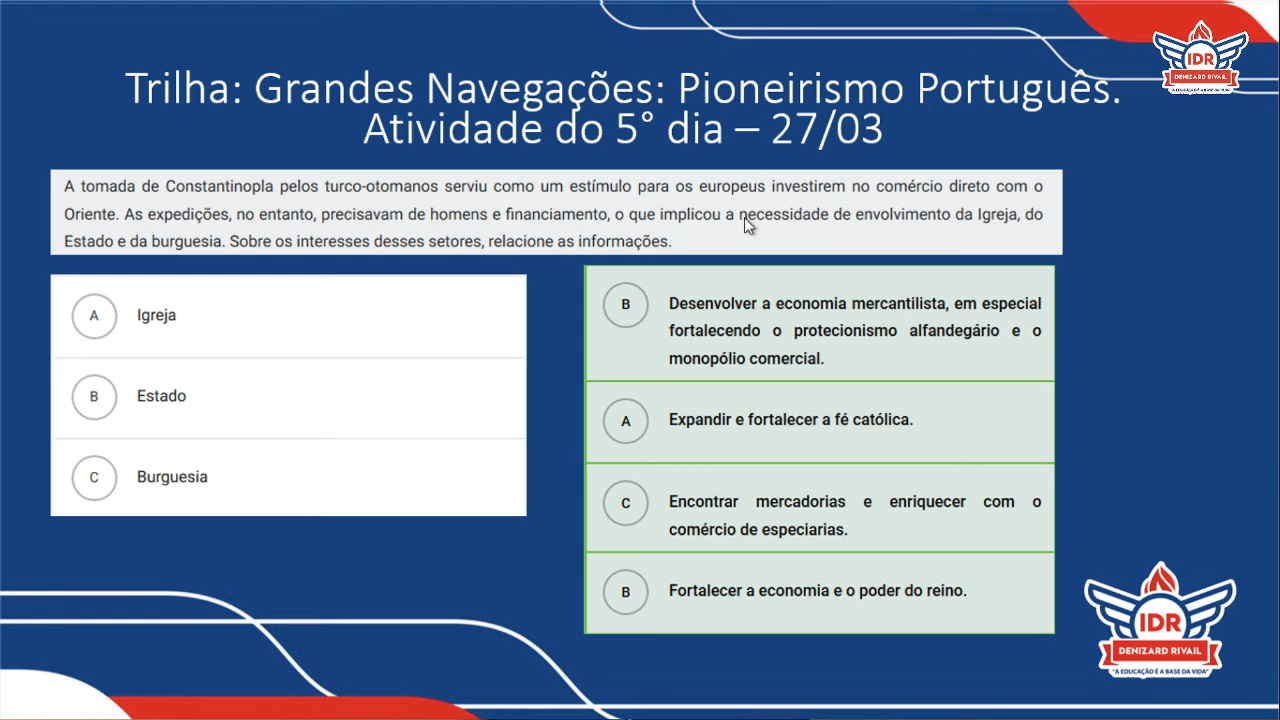 IDR
DENIZARD RIVAIL
"A EDUCAÇÃO É A BASE DA VIDA"
Trilha: Grandes Navegações: Pioneirismo Português.
Atividade do 5° dia – 27/03
A tomada de Constantinopla pelos turco-otomanos serviu como um estímulo para os europeus investirem no comércio direto com o
Oriente. As expedições, no entanto, precisavam de homens e financiamento, o que implicou a necessidade de envolvimento da Igreja, do
Estado e da burguesia. Sobre os interesses desses setores, relacione as informações.
A Igreja
B Estado
C Burguesia
B Desenvolver a economia mercantilista, em especial
fortalecendo o protecionismo alfandegário e o
monopólio comercial.
A Expandir e fortalecer a fé católica.
C Encontrar mercadorias e enriquecer com o
comércio de especiarias.
B Fortalecer a economia e o poder do reino.
IDR
DENIZARD RIVAIL
"A EDUCAÇÃO É A BASE DA VIDA"